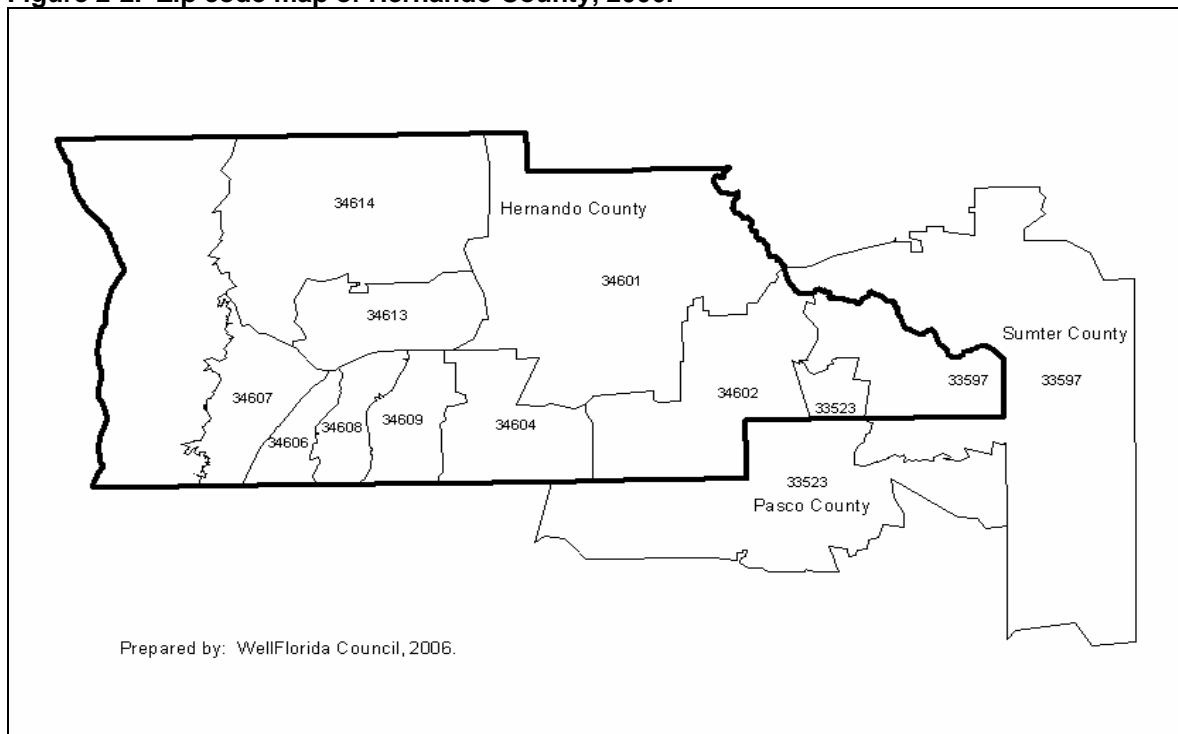 Figure 2-2. Zip code map of Hernando County, 2006.
34614
Hernando County
34601
34613
Sumter County
34607
34602
33597
33597
33523
34606
34608
34609
34604
33523
Pasco County
Prepared by: WellFlorida Council, 2006.